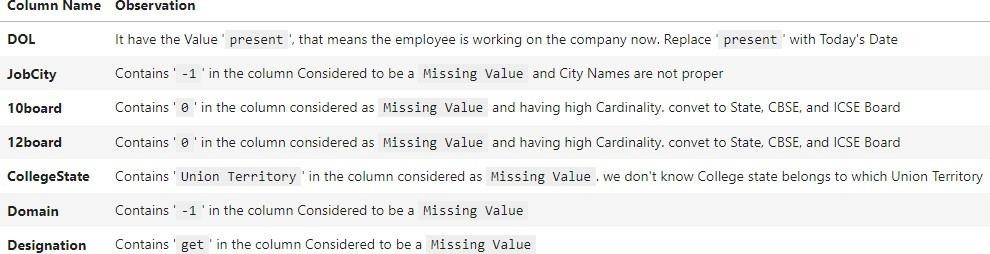 Column Name Observation
DOL It have the Value ' present ', that means the employee is working on the company now. Replace ' present ' with Today's Date
JobCity Contains ' -1 ' in the column Considered to be a Missing Value and City Names are not proper
10board Contains ' 0 ' in the column considered as Missing Value and having high Cardinality. convet to State, CBSE, and ICSE Board
12board Contains ' 0 ' in the column considered as Missing Value and having high Cardinality. convet to State, CBSE, and ICSE Board
CollegeState Contains ' Union Territory ' in the column considered as Missing Value . we don't know College state belongs to which Union Territory
Domain Contains ' -1 ' in the column Considered to be a Missing Value
Designation Contains ' get ' in the column Considered to be a Missing Value